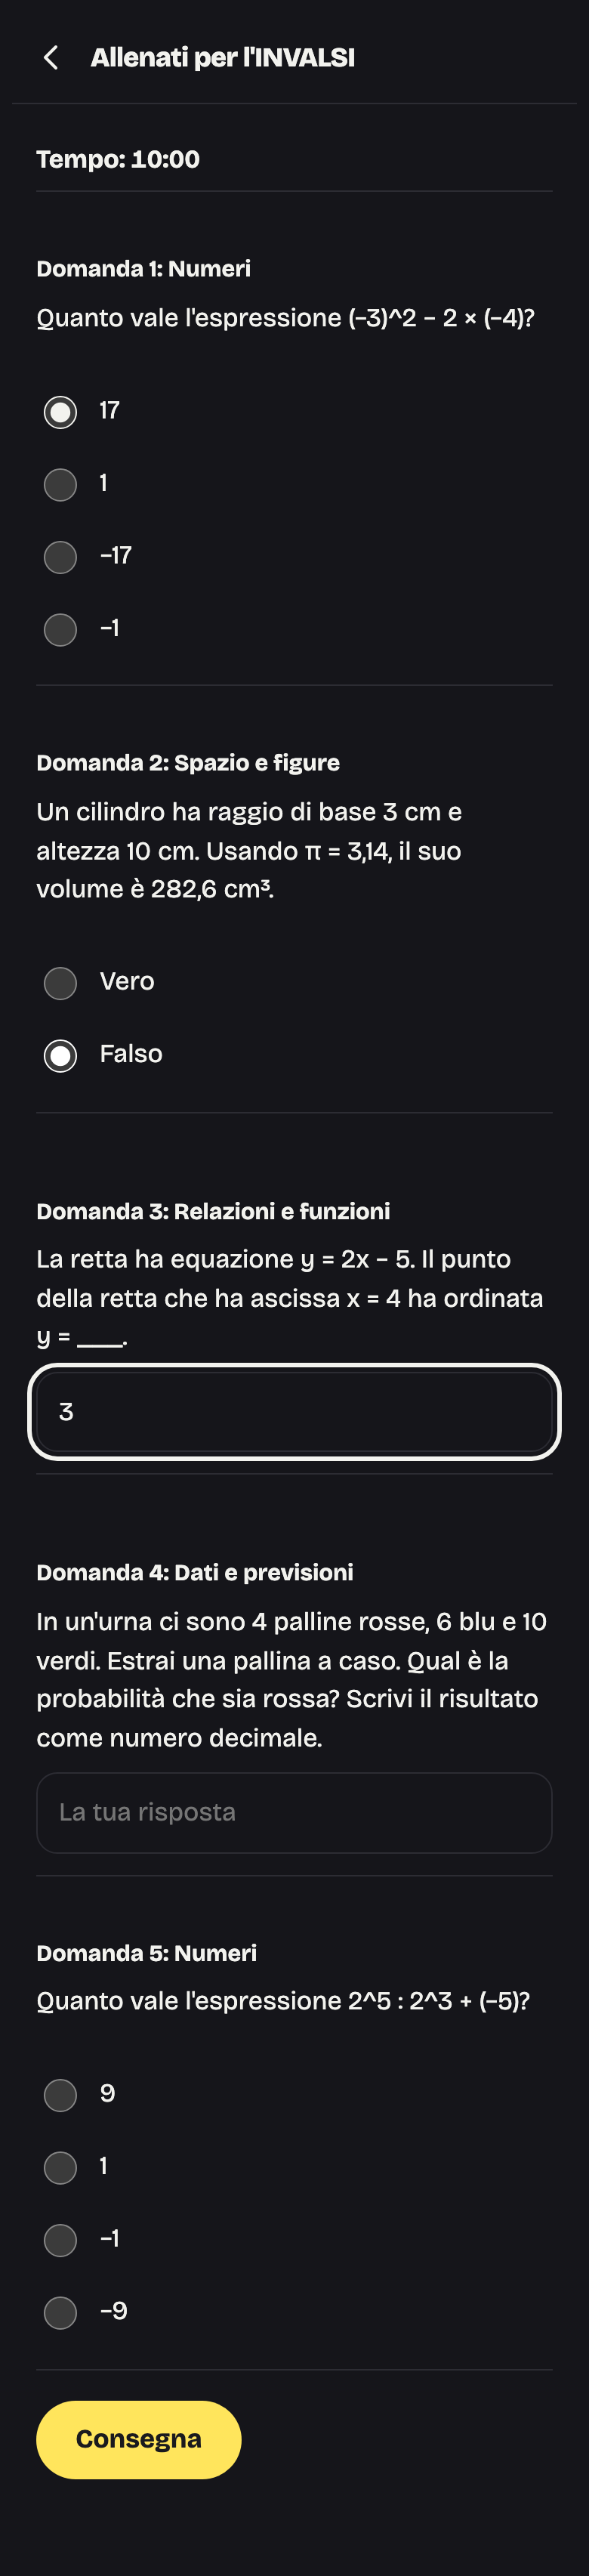 Allenati per l'INVALSI
Tempo: 10:00
Domanda 1: Numeri
Quanto vale l'espressione (−3)^2 − 2 × (−4)?
17
1
−17
−1
Domanda 2: Spazio e figure
Un cilindro ha raggio di base 3 cm e
altezza 10 cm. Usando π = 3,14, il suo
volume è 282,6 cm³.
Vero
Falso
Domanda 3: Relazioni e funzioni
La retta ha equazione y = 2x − 5. Il punto
della retta che ha ascissa x = 4 ha ordinata
y = ____.
3
Domanda 4: Dati e previsioni
In un'urna ci sono 4 palline rosse, 6 blu e 10
verdi. Estrai una pallina a caso. Qual è la
probabilità che sia rossa? Scrivi il risultato
come numero decimale.
La tua risposta
Domanda 5: Numeri
Quanto vale l'espressione 2^5 : 2^3 + (−5)?
9
1
−1
−9
Consegna